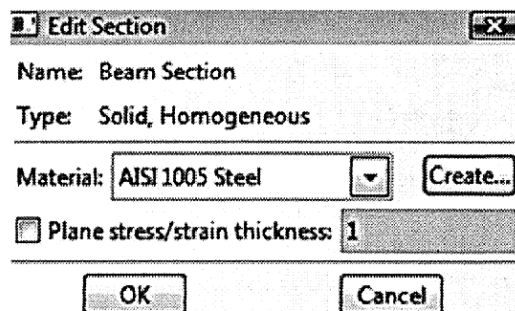 Edit Section
Name: Beam Section
Type: Solid, Homogeneous
Material: AISI 1005 Steel Create...
Plane stress/strain thickness: 1
OK Cancel